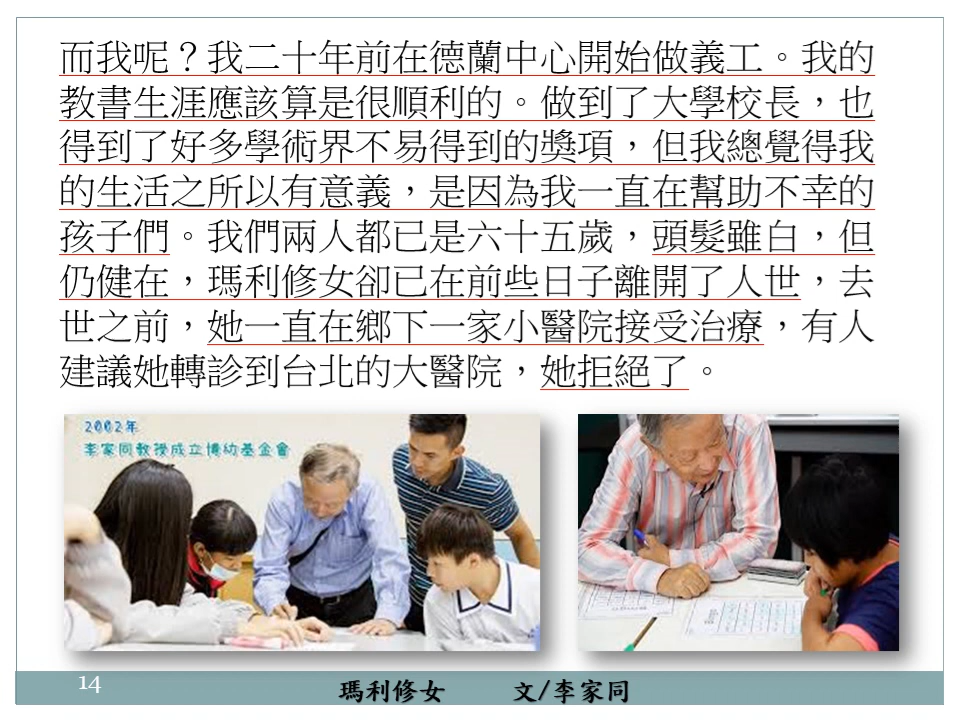 而我呢？我二十年前在德蘭中心開始做義工。我的
教書生涯應該算是很順利的。做到了大學校長，也
得到了好多學術界不易得到的獎項，但我總覺得我
的生活之所以有意義，是因為我一直在幫助不幸的
孩子們。我們兩人都已是六十五歲，頭髮雖白，但
仍健在，瑪利修女卻已在前些日子離開了人世，去
世之前，她一直在鄉下一家小醫院接受治療，有人
建議她轉診到台北的大醫院，她拒絕了。
2002年
李家同教授成立博幼基金會
14
瑪利修女 文/李家同